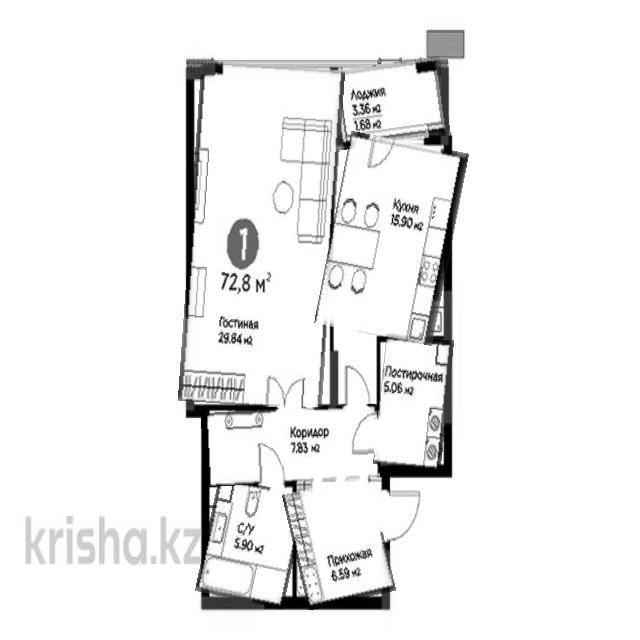 Лоджия
3.36 м2
1.68 м2
Кухня
15.90 м2
1
72,8 м2
Гостиная
29.84 м2
Постирочная
5.06 м2
Коридор
7.83 м2
С/У
5.90 м2
Прихожая
6.59 м2
krisha.kz